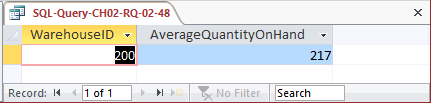 SQL-Query-CH02-RQ-02-48
WarehouseID AverageQuantityOnHand
200 217
Record: 1 of 1 No Filter Search